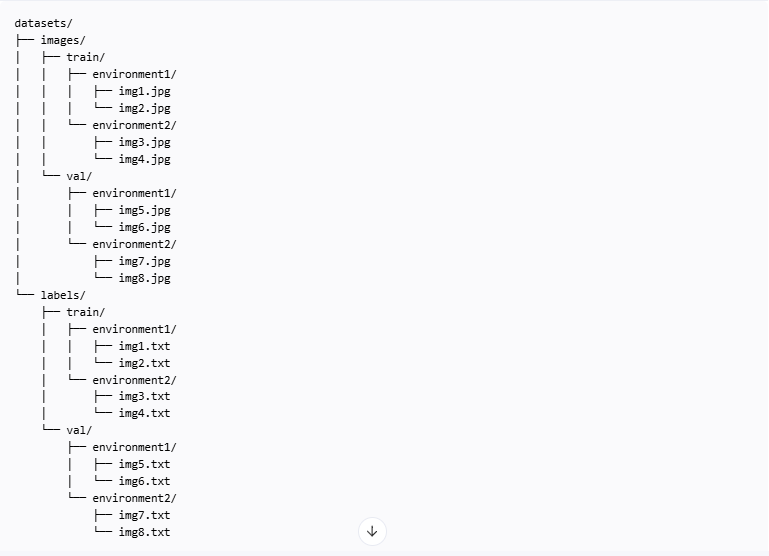 datasets/
├── images/
│   ├── train/
│   │   ├── environment1/
│   │   │   ├── img1.jpg
│   │   │   └── img2.jpg
│   │   └── environment2/
│   │       ├── img3.jpg
│   │       └── img4.jpg
│   └── val/
│       ├── environment1/
│       │   ├── img5.jpg
│       │   └── img6.jpg
│       └── environment2/
│           ├── img7.jpg
│           └── img8.jpg
└── labels/
    ├── train/
    │   ├── environment1/
    │   │   ├── img1.txt
    │   │   └── img2.txt
    │   └── environment2/
    │       ├── img3.txt
    │       └── img4.txt
    └── val/
        ├── environment1/
        │   ├── img5.txt
        │   └── img6.txt
        └── environment2/
            ├── img7.txt
            └── img8.txt